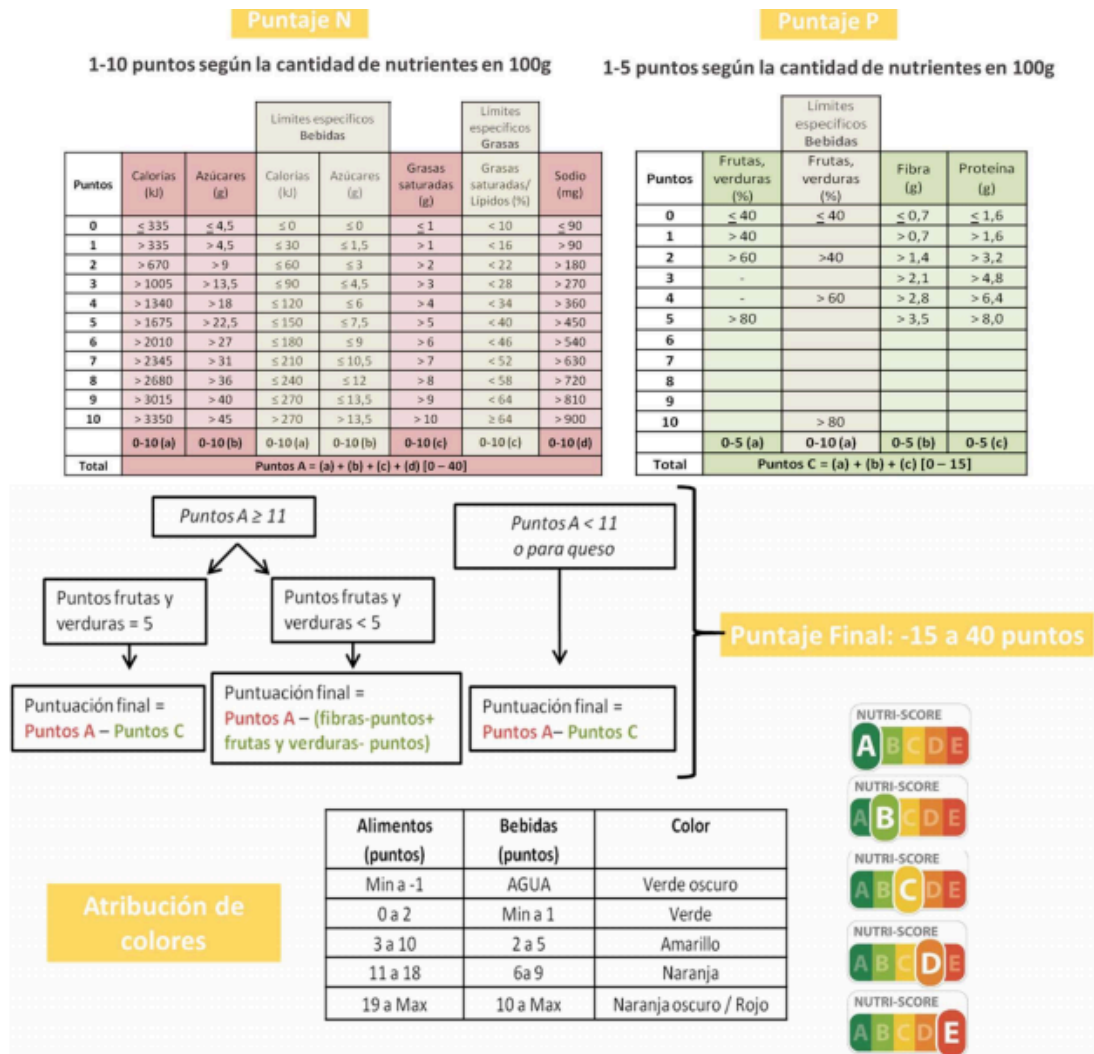 Puntaje N
1-10 puntos según la cantidad de nutrientes en 100g
Límites específicos Bebidas
Límites específicos Grasas
Puntos Calorías (kJ) Azúcares (g) Calorías (kJ) Azúcares (g) Grasas saturadas (g) Grasas saturadas/ Lípidos (%) Sodio (mg)
0 ≤ 335 ≤ 4,5 ≤ 0 ≤ 0 ≤ 1 < 10 ≤ 90
1 > 335 > 4,5 ≤ 30 ≤ 1,5 > 1 < 16 > 90
2 > 670 > 9 ≤ 60 ≤ 3 > 2 < 22 > 180
3 > 1005 > 13,5 ≤ 90 ≤ 4,5 > 3 < 28 > 270
4 > 1340 > 18 ≤ 120 ≤ 6 > 4 < 34 > 360
5 > 1675 > 22,5 ≤ 150 ≤ 7,5 > 5 < 40 > 450
6 > 2010 > 27 ≤ 180 ≤ 9 > 6 < 46 > 540
7 > 2345 > 31 ≤ 210 ≤ 10,5 > 7 < 52 > 630
8 > 2680 > 36 ≤ 240 ≤ 12 > 8 < 58 > 720
9 > 3015 > 40 ≤ 270 ≤ 13,5 > 9 < 64 > 810
10 > 3350 > 45 > 270 > 13,5 > 10 ≥ 64 > 900
0-10 (a) 0-10 (b) 0-10 (a) 0-10 (b) 0-10 (c) 0-10 (c) 0-10 (d)
Total Puntos A = (a) + (b) + (c) + (d) [0 – 40]
Puntaje P
1-5 puntos según la cantidad de nutrientes en 100g
Límites específicos Bebidas
Puntos Frutas, verduras (%) Frutas, verduras (%) Fibra (g) Proteína (g)
0 ≤ 40 ≤ 40 ≤ 0,7 ≤ 1,6
1 > 40 > 0,7 > 1,6
2 > 60 >40 > 1,4 > 3,2
3 - > 2,1 > 4,8
4 - > 60 > 2,8 > 6,4
5 > 80 > 3,5 > 8,0
6
7
8
9
10 > 80
0-5 (a) 0-10 (a) 0-5 (b) 0-5 (c)
Total Puntos C = (a) + (b) + (c) [0 – 15]
Puntos A ≥ 11
Puntos frutas y
verduras = 5
Puntuación final =
Puntos A – Puntos C
Puntos frutas y
verduras < 5
Puntuación final =
Puntos A – (fibras-puntos+
frutas y verduras- puntos)
Puntos A < 11
o para queso
Puntuación final =
Puntos A– Puntos C
Puntaje Final: -15 a 40 puntos
Atribución de
colores
Alimentos (puntos) Bebidas (puntos) Color
Min a -1 AGUA Verde oscuro
0 a 2 Min a 1 Verde
3 a 10 2 a 5 Amarillo
11 a 18 6a 9 Naranja
19 a Max 10 a Max Naranja oscuro / Rojo
NUTRI-SCORE
A B C D E
NUTRI-SCORE
A B C D E
NUTRI-SCORE
A B C D E
NUTRI-SCORE
A B C D E
NUTRI-SCORE
A B C D E